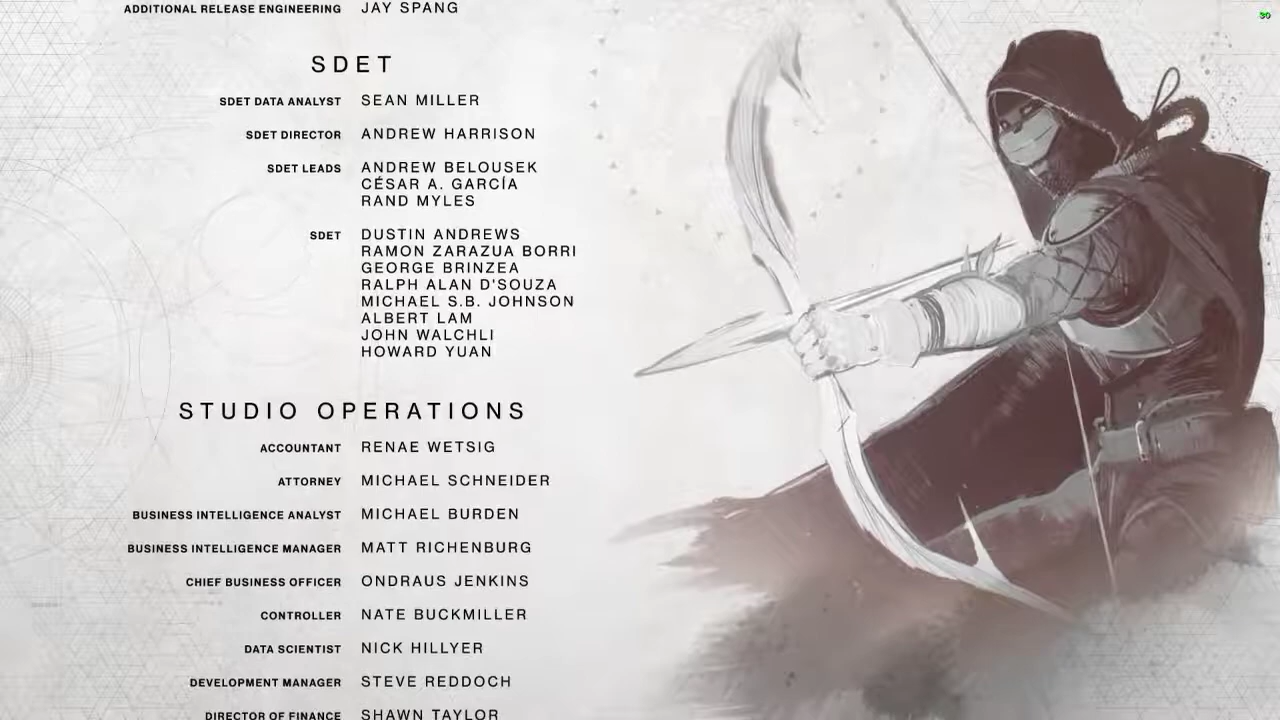 ADDITIONAL RELEASE ENGINEERING JAY SPANG
SDET
SDET DATA ANALYST SEAN MILLER
SDET DIRECTOR ANDREW HARRISON
SDET LEADS ANDREW BELOUSEK
CÉSAR A. GARCÍA
RAND MYLES
SDET DUSTIN ANDREWS
RAMON ZARAZUA BORRI
GEORGE BRINZEA
RALPH ALAN D'SOUZA
MICHAEL S.B. JOHNSON
ALBERT LAM
JOHN WALCHLI
HOWARD YUAN
STUDIO OPERATIONS
ACCOUNTANT RENAE WETSIG
ATTORNEY MICHAEL SCHNEIDER
BUSINESS INTELLIGENCE ANALYST MICHAEL BURDEN
BUSINESS INTELLIGENCE MANAGER MATT RICHENBURG
CHIEF BUSINESS OFFICER ONDRAUS JENKINS
CONTROLLER NATE BUCKMILLER
DATA SCIENTIST NICK HILLYER
DEVELOPMENT MANAGER STEVE REDDOCH
DIRECTOR OF FINANCE SHAWN TAYLOR
30